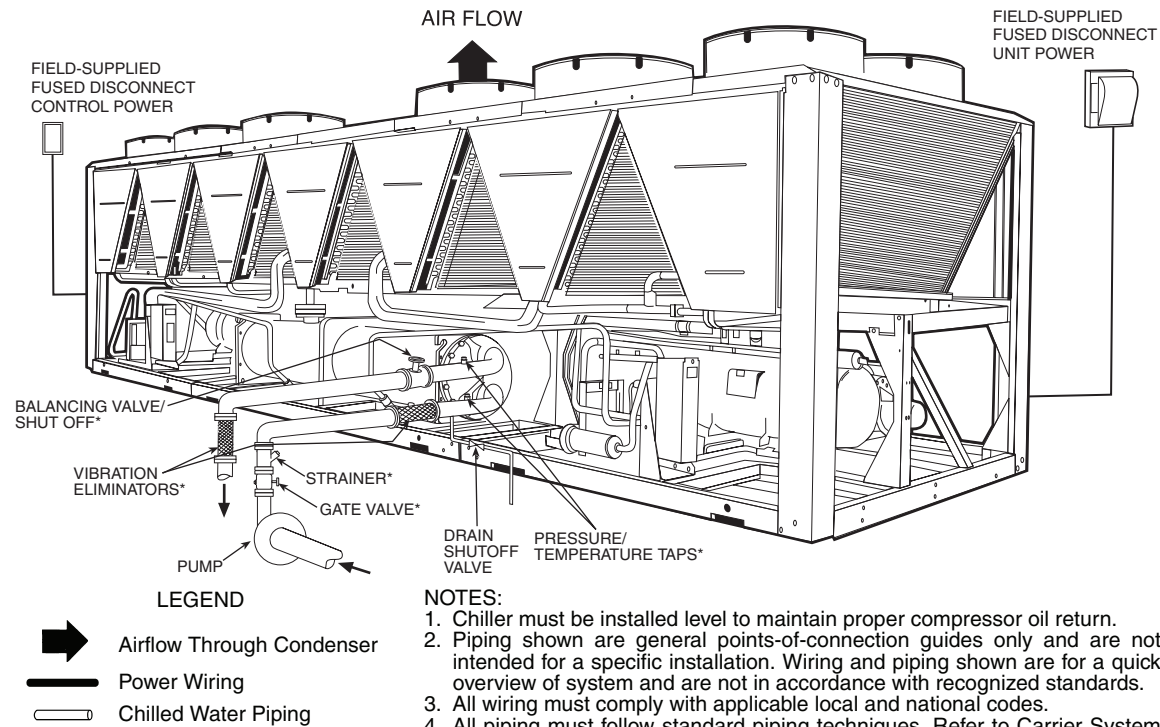 AIR FLOW
FIELD-SUPPLIED
FUSED DISCONNECT
UNIT POWER
FIELD-SUPPLIED
FUSED DISCONNECT
CONTROL POWER
BALANCING VALVE/
SHUT OFF*
VIBRATION
ELIMINATORS*
STRAINER*
GATE VALVE*
PUMP
DRAIN
SHUTOFF
VALVE
PRESSURE/
TEMPERATURE TAPS*
LEGEND
Airflow Through Condenser
Power Wiring
Chilled Water Piping
NOTES:
1. Chiller must be installed level to maintain proper compressor oil return.
2. Piping shown are general points-of-connection guides only and are not
intended for a specific installation. Wiring and piping shown are for a quick
overview of system and are not in accordance with recognized standards.
3. All wiring must comply with applicable local and national codes.
4. All piping must follow standard piping techniques. Refer to Carrier System